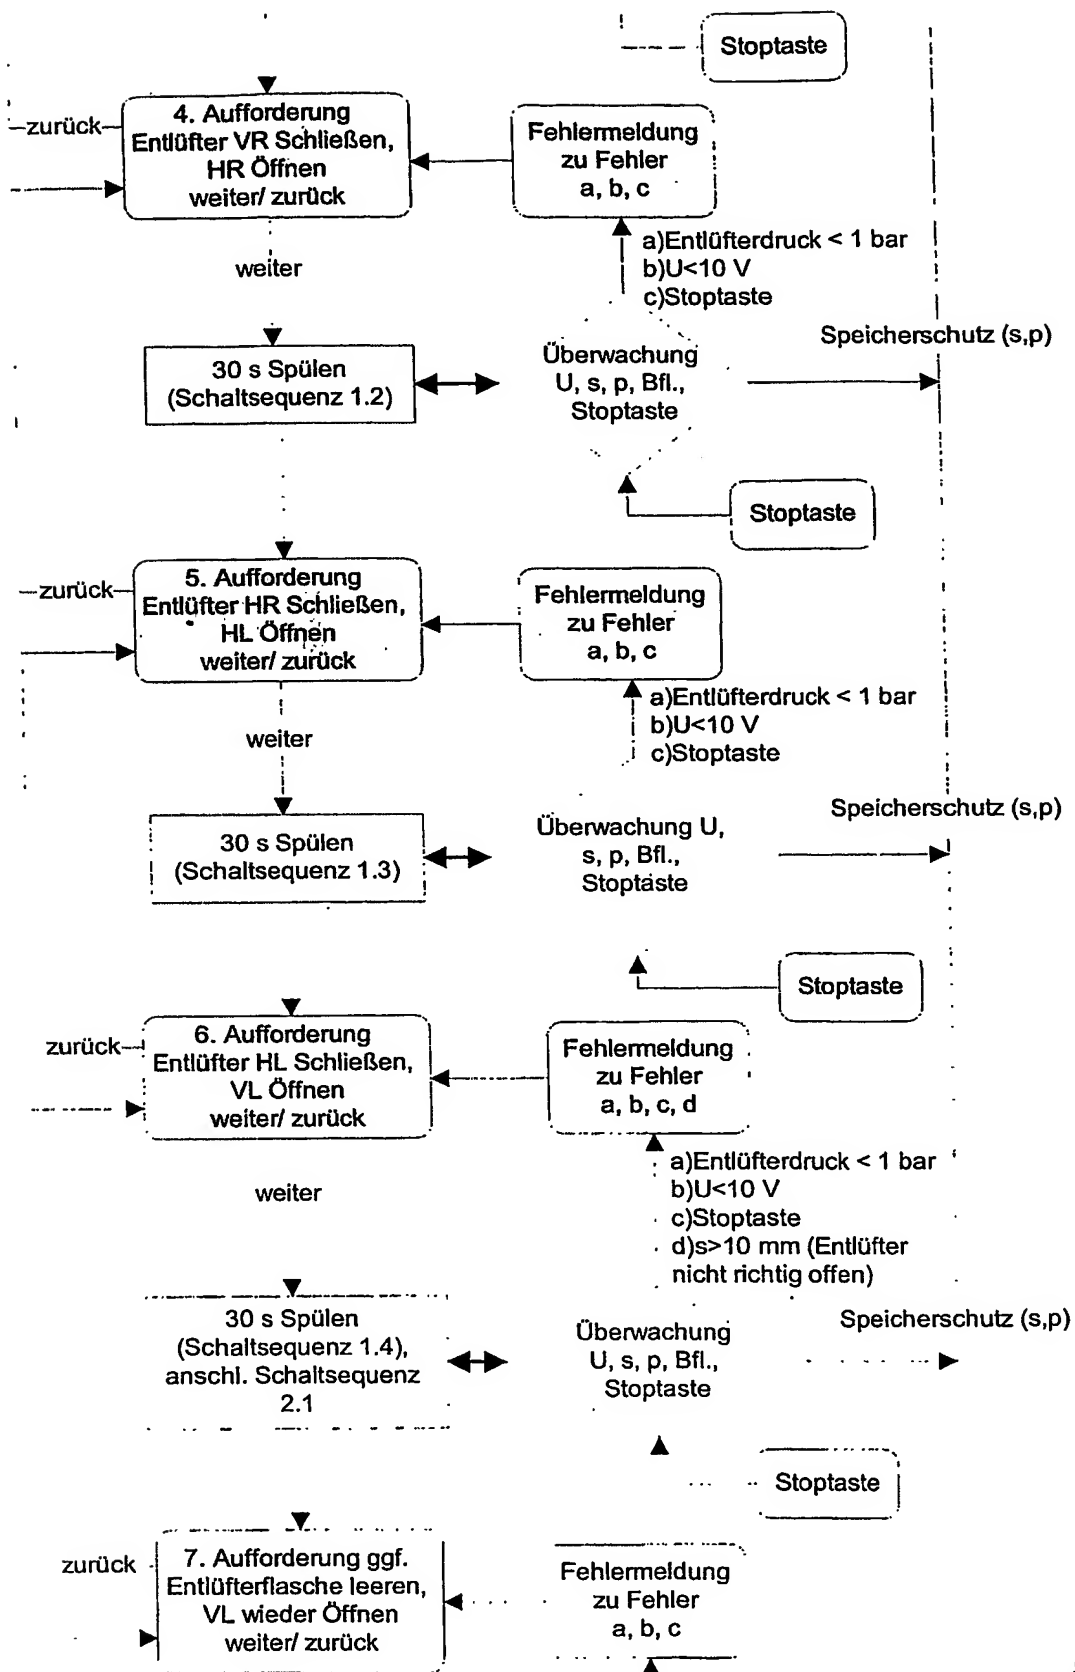 Stoptaste
zurück
4. Aufforderung
Entlüfter VR Schließen,
HR Öffnen
weiter/ zurück
Fehlermeldung
zu Fehler
a, b, c
a)Entlüfterdruck < 1 bar
b)U<10 V
c)Stoptaste
weiter
30 s Spülen
(Schaltsequenz 1.2)
Überwachung
U, s, p, Bfl.,
Stoptaste
Speicherschutz (s,p)
Stoptaste
zurück
5. Aufforderung
Entlüfter HR Schließen,
HL Öffnen
weiter/ zurück
Fehlermeldung
zu Fehler
a, b, c
a)Entlüfterdruck < 1 bar
b)U<10 V
c)Stoptaste
weiter
30 s Spülen
(Schaltsequenz 1.3)
Überwachung U,
s, p, Bfl.,
Stoptaste
Speicherschutz (s,p)
Stoptaste
zurück
6. Aufforderung
Entlüfter HL Schließen,
VL Öffnen
weiter/ zurück
Fehlermeldung
zu Fehler
a, b, c, d
a)Entlüfterdruck < 1 bar
b)U<10 V
c)Stoptaste
d)s>10 mm (Entlüfter
nicht richtig offen)
weiter
30 s Spülen
(Schaltsequenz 1.4),
anschl. Schaltsequenz
2.1
Überwachung
U, s, p, Bfl.,
Stoptaste
Speicherschutz (s,p)
Stoptaste
zurück
7. Aufforderung ggf.
Entlüfterflasche leeren,
VL wieder Öffnen
weiter/ zurück
Fehlermeldung
zu Fehler
a, b, c